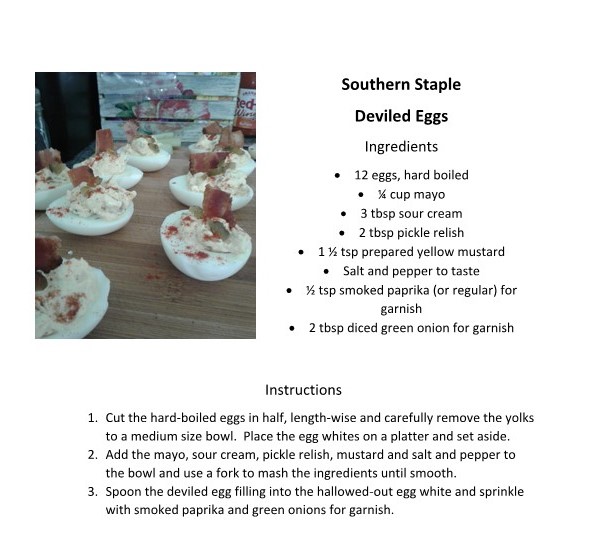 Southern Staple
Deviled Eggs
Ingredients
• 12 eggs, hard boiled
• ¼ cup mayo
• 3 tbsp sour cream
• 2 tbsp pickle relish
• 1 ½ tsp prepared yellow mustard
• Salt and pepper to taste
• ½ tsp smoked paprika (or regular) for
garnish
• 2 tbsp diced green onion for garnish
Instructions
1. Cut the hard-boiled eggs in half, length-wise and carefully remove the yolks
to a medium size bowl.  Place the egg whites on a platter and set aside.
2. Add the mayo, sour cream, pickle relish, mustard and salt and pepper to
the bowl and use a fork to mash the ingredients until smooth.
3. Spoon the deviled egg filling into the hallowed-out egg white and sprinkle
with smoked paprika and green onions for garnish.